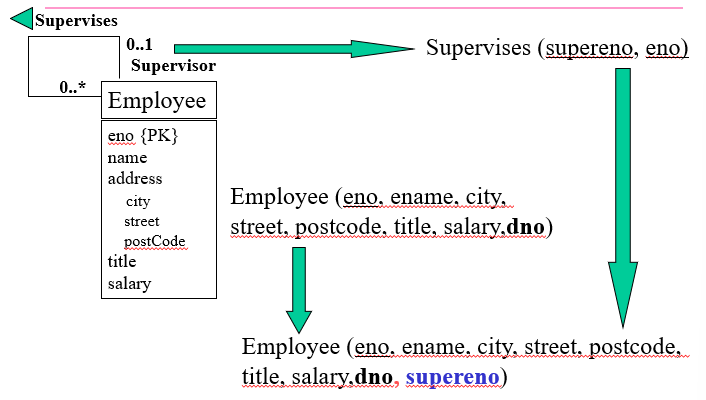 Supervises
0..1
Supervisor
0..*
Employee
eno {PK}
name
address
city
street
postCode
title
salary
Supervises (supereno, eno)
Employee (eno, ename, city,
street, postcode, title, salary,dno)
Employee (eno, ename, city, street, postcode,
title, salary,dno, supereno)